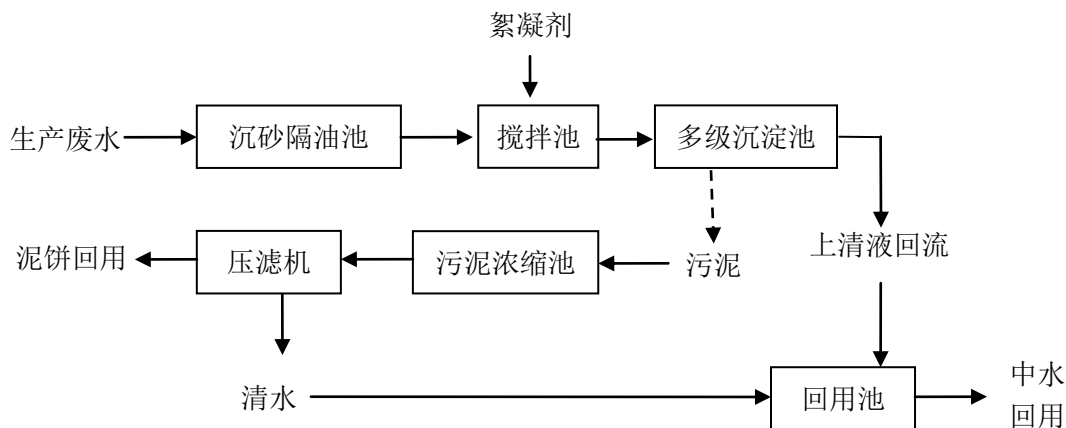 絮凝剂
生产废水
沉砂隔油池
搅拌池
多级沉淀池
泥饼回用
压滤机
污泥浓缩池
污泥
上清液回流
清水
回用池
中水
回用